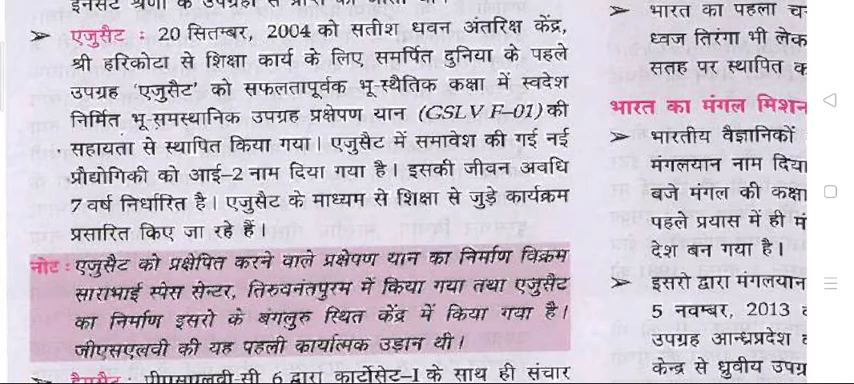 इनसेट श्रेणी के उपग्रहों से
➢ एजुसैट : 20 सितम्बर, 2004 को सतीश धवन अंतरिक्ष केंद्र,
श्री हरिकोटा से शिक्षा कार्य के लिए समर्पित दुनिया के पहले
उपग्रह 'एजुसैट' को सफलतापूर्वक भू-स्थैतिक कक्षा में स्वदेश
निर्मित भू-समस्थानिक उपग्रह प्रक्षेपण यान (GSLV F–01) की
सहायता से स्थापित किया गया। एजुसैट में समावेश की गई नई
प्रौद्योगिकी को आई–2 नाम दिया गया है। इसकी जीवन अवधि
7 वर्ष निर्धारित है। एजुसैट के माध्यम से शिक्षा से जुड़े कार्यक्रम
प्रसारित किए जा रहे हैं।
नोट : एजुसैट को प्रक्षेपित करने वाले प्रक्षेपण यान का निर्माण विक्रम
साराभाई स्पेस सेन्टर, तिरुवनंतपुरम में किया गया तथा एजुसैट
का निर्माण इसरो के बंगलुरु स्थित केंद्र में किया गया है।
जीएसएलवी की यह पहली कार्यात्मक उड़ान थी।
➢ हैमसैट : पीएसएलवी-सी 6 द्वारा कार्टोसेट–I के साथ ही संचार
➢ भारत का पहला
ध्वज तिरंगा भी लेक
सतह पर स्थापित क
भारत का मंगल मिशन
➢ भारतीय वैज्ञानिकों
मंगलयान नाम दिया
बजे मंगल की कक्षा
पहले प्रयास में ही
देश बन गया है।
➢ इसरो द्वारा मंगलयान
5 नवम्बर, 2013
उपग्रह आन्ध्रप्रदेश
केन्द्र से ध्रुवीय उपग्र